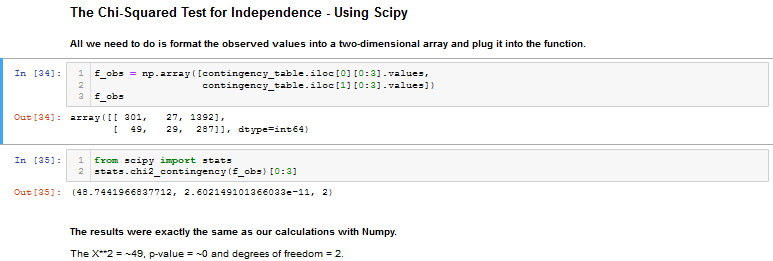 The Chi-Squared Test for Independence - Using Scipy
All we need to do is format the observed values into a two-dimensional array and plug it into the function.
In [34]: 1 f_obs = np.array([contingency_table.iloc[0][0:3].values,
2 contingency_table.iloc[1][0:3].values])
3 f_obs
Out[34]: array([[ 301, 27, 1392],
[ 49, 29, 287]], dtype=int64)
In [35]: 1 from scipy import stats
2 stats.chi2_contingency(f_obs)[0:3]
Out[35]: (48.7441966837712, 2.602149101366033e-11, 2)
The results were exactly the same as our calculations with Numpy.
The X**2 = ~49, p-value = ~0 and degrees of freedom = 2.